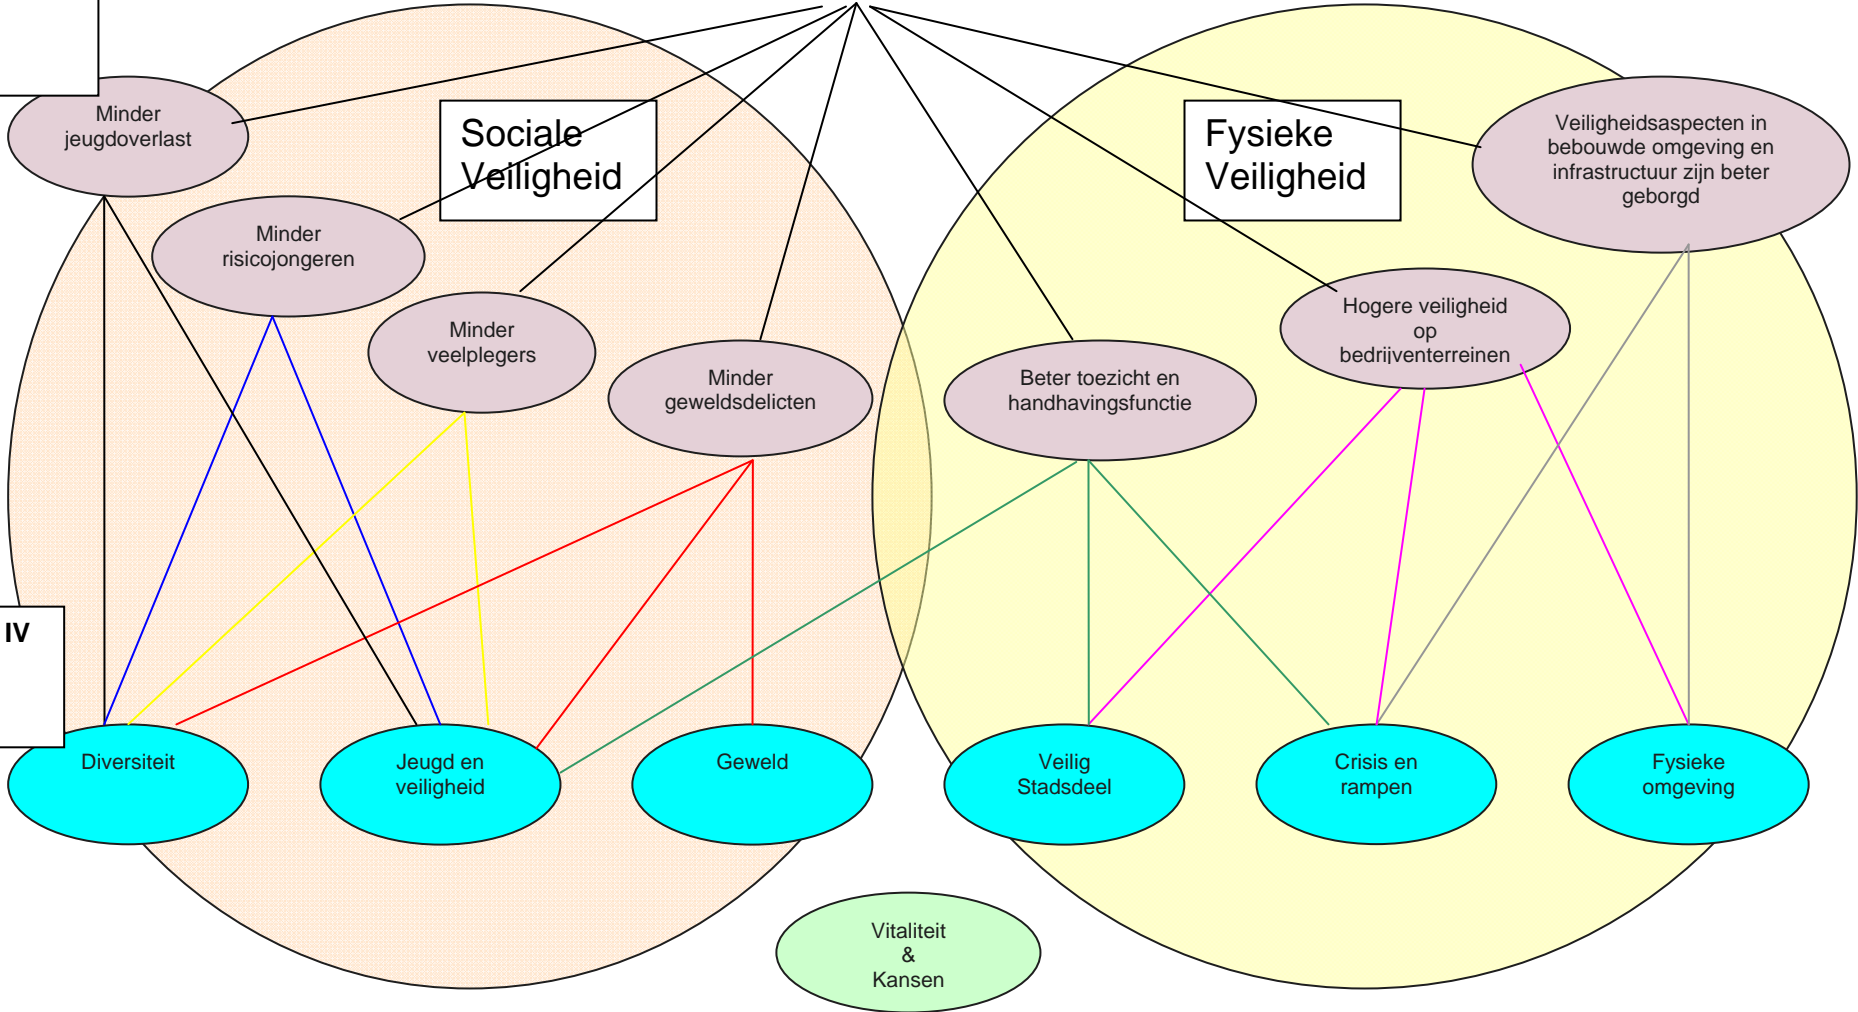 Minder
jeugdoverlast
Sociale
Veiligheid
Fysieke
Veiligheid
Veiligheidsaspecten in
bebouwde omgeving en
infrastructuur zijn beter
geborgd
Minder
risicojongeren
Minder
veelplegers
Minder
geweldsdelicten
Beter toezicht en
handhavingsfunctie
Hogere veiligheid
op
bedrijventerreinen
IV
Diversiteit
Jeugd en
veiligheid
Geweld
Veilig
Stadsdeel
Crisis en
rampen
Fysieke
omgeving
Vitaliteit
&
Kansen